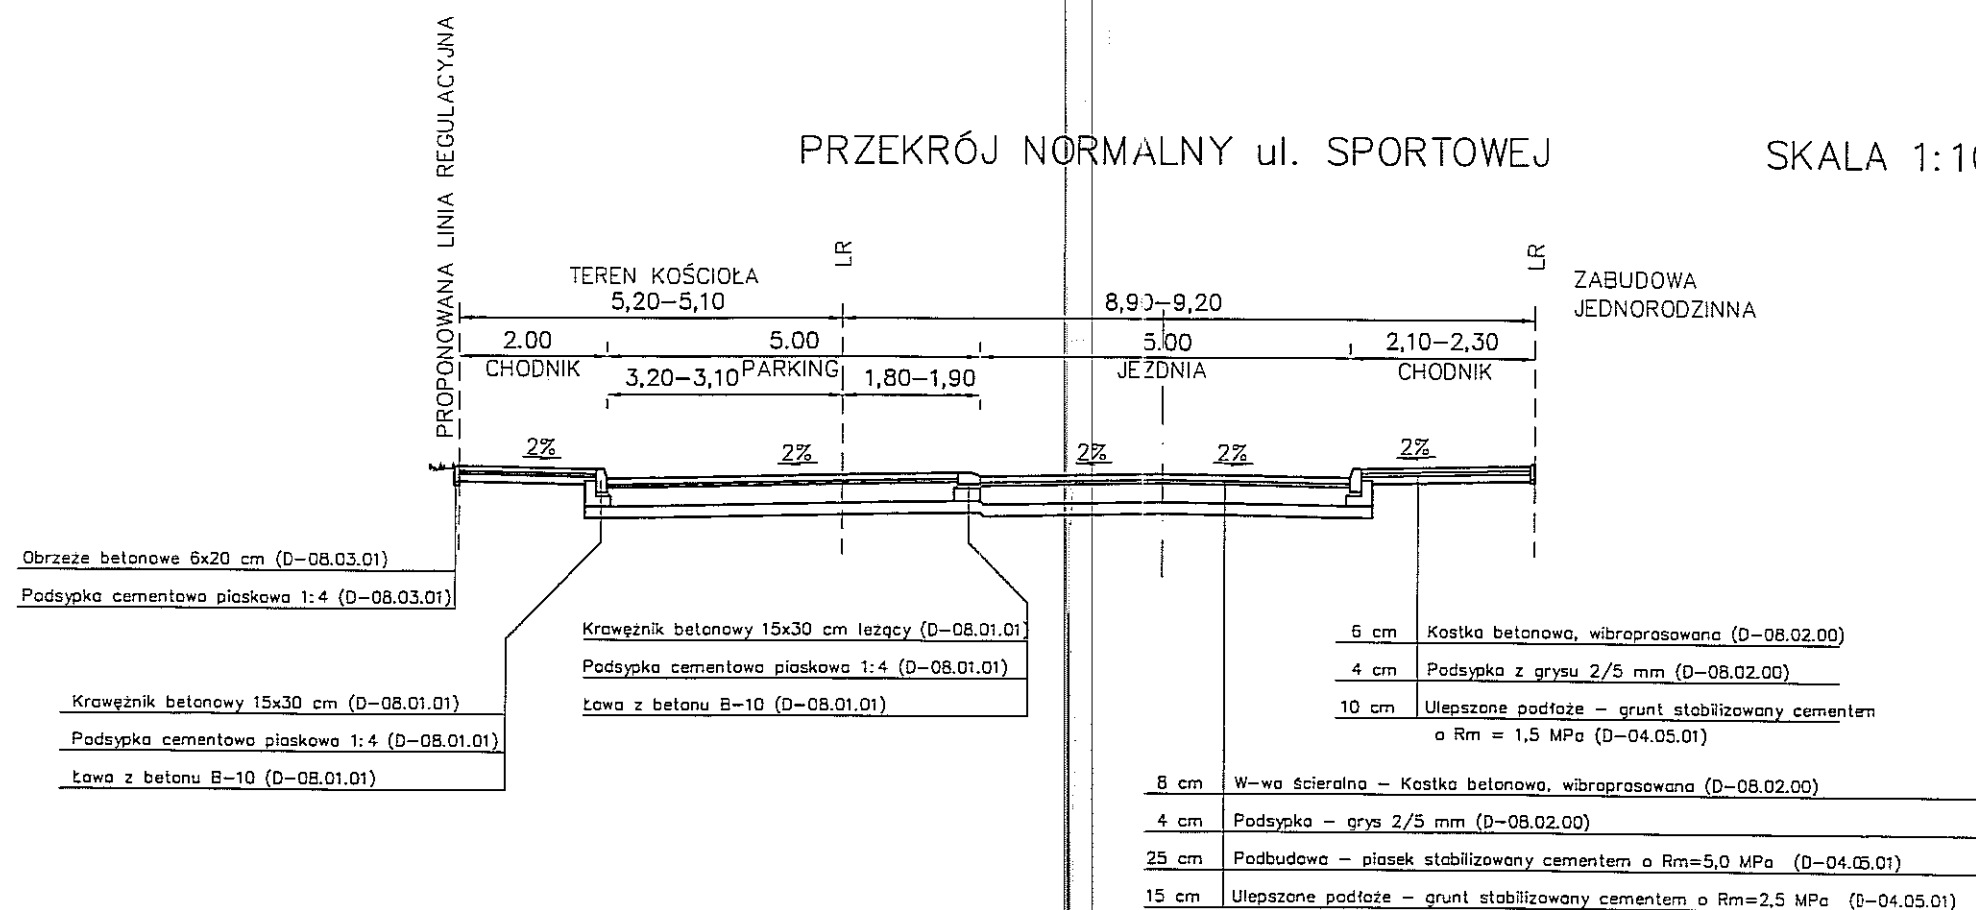 PROPONOWANA LINIA REGULACYJNA
PRZEKRÓJ NORMALNY ul. SPORTOWEJ
SKALA 1:10
LR
LR
TEREN KOŚCIOŁA
5,20–5,10
8,90–9,20
ZABUDOWA
JEDNORODZINNA
2.00
5.00
5.00
2,10–2,30
CHODNIK
PARKING
JEZDNIA
CHODNIK
3,20–3,10
1,80–1,90
2%
2%
2%
2%
2%
Obrzeże betonowe 6x20 cm (D–08.03.01)
Podsypka cementowo piaskowa 1:4 (D–08.03.01)
Krawężnik betonowy 15x30 cm (D–08.01.01)
Podsypka cementowo piaskowa 1:4 (D–08.01.01)
Ława z betonu B–10 (D–08.01.01)
Krawężnik betonowy 15x30 cm leżący (D–08.01.01)
Podsypka cementowo piaskowa 1:4 (D–08.01.01)
Ława z betonu B–10 (D–08.01.01)
6 cm Kostka betonowa, wibroprasowana (D–08.02.00)
4 cm Podsypka z grysu 2/5 mm (D–08.02.00)
10 cm Ulepszone podłoże – grunt stabilizowany cementem
o Rm = 1,5 MPa (D–04.05.01)
8 cm W–wa ścieralna – Kostka betonowa, wibroprasowana (D–08.02.00)
4 cm Podsypka – grys 2/5 mm (D–08.02.00)
25 cm Podbudowa – piasek stabilizowany cementem o Rm=5,0 MPa (D–04.05.01)
15 cm Ulepszone podłoże – grunt stabilizowany cementem o Rm=2,5 MPa (D–04.05.01)